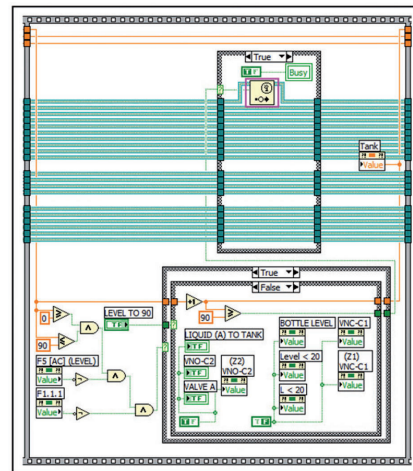 True
T F
Busy
Tank
Value
True
False
+1
0
90
LEVEL TO 90
T F
90
LIQUID (A) TO TANK
T F
VNO-C2
T F
VALVE A
T F
(Z2)
VNO-C2
Value
T F
BOTTLE LEVEL
Value
Level < 20
Value
L < 20
Value
VNC-C1
Value
(Z1)
VNC-C1
Value
T F
F5 [AC] (LEVEL)
Value
F1.1.1
Value